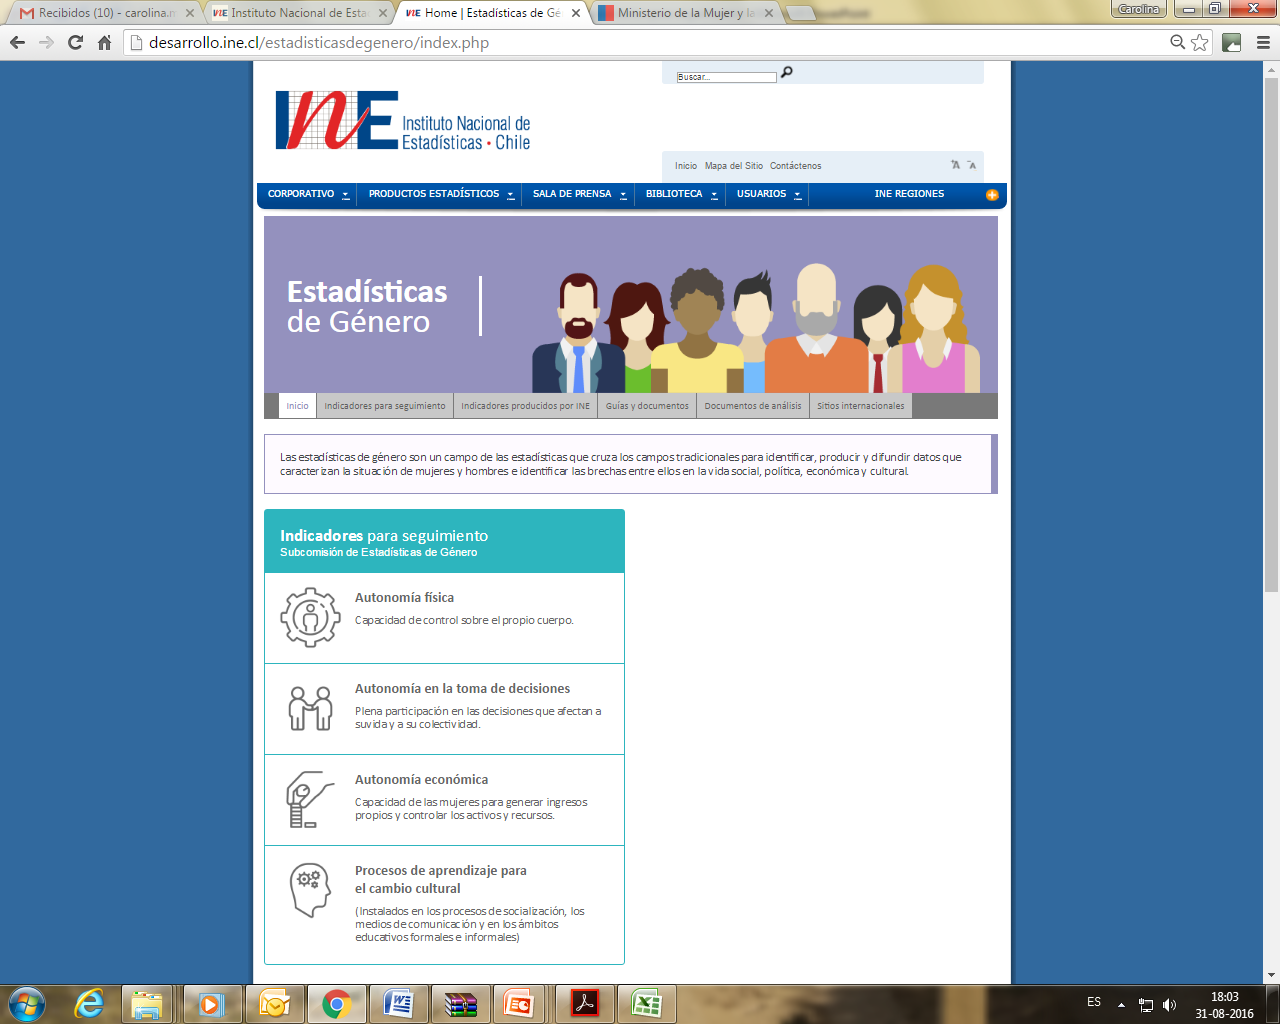 Recibidos (10) - carolina.m
Instituto Nacional de Esta
Home | Estadísticas de Gé
Ministerio de la Mujer y la
Carolina
desarrollo.ine.cl/estadisticasdegenero/index.php
Buscar...
INE Instituto Nacional de
Estadísticas • Chile
Inicio Mapa del Sitio Contáctenos
CORPORATIVO PRODUCTOS ESTADÍSTICOS SALA DE PRENSA BIBLIOTECA USUARIOS INE REGIONES
Estadísticas
de Género
Inicio Indicadores para seguimiento Indicadores producidos por INE Guías y documentos Documentos de análisis Sitios internacionales
Las estadísticas de género son un campo de las estadísticas que cruza los campos tradicionales para identificar, producir y difundir datos que
caracterizan la situación de mujeres y hombres e identificar las brechas entre ellos en la vida social, política, económica y cultural.
Indicadores para seguimiento
Subcomisión de Estadísticas de Género
Autonomía física
Capacidad de control sobre el propio cuerpo.
Autonomía en la toma de decisiones
Plena participación en las decisiones que afectan a
suvida y a su colectividad.
Autonomía económica
Capacidad de las mujeres para generar ingresos
propios y controlar los activos y recursos.
Procesos de aprendizaje para
el cambio cultural
(Instalados en los procesos de socialización, los
medios de comunicación y en los ámbitos
educativos formales e informales)
ES
18:03
31-08-2016